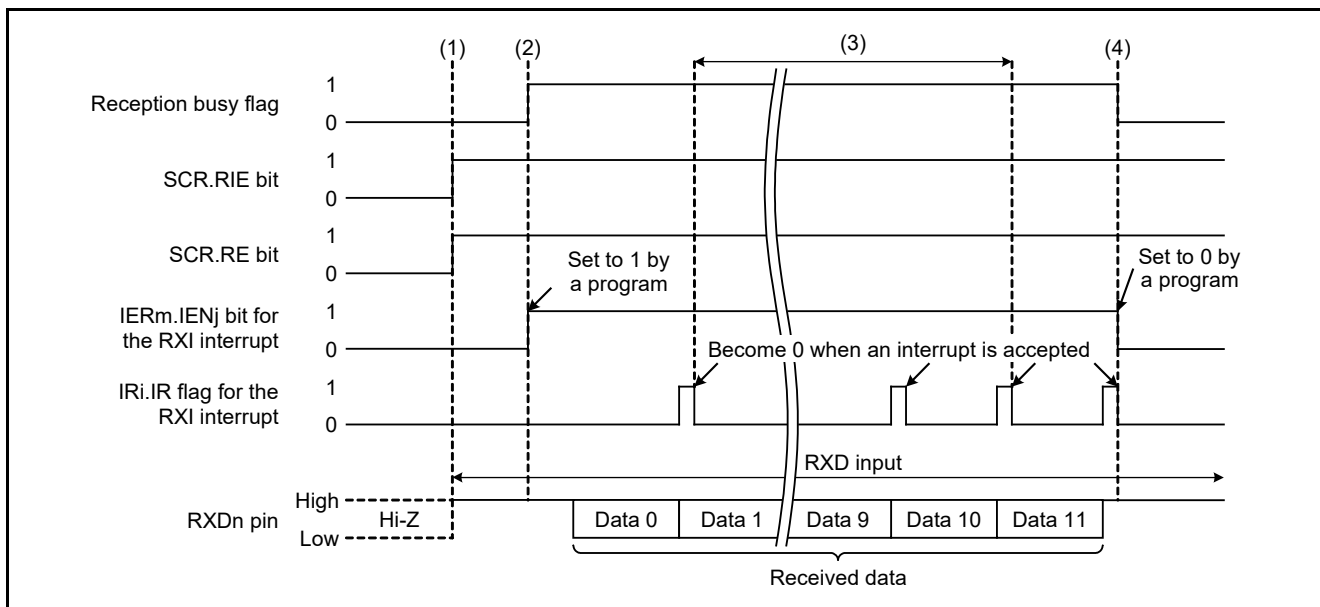 (1) (2) (3) (4)
Reception busy flag
1
0
SCR.RIE bit
1
0
SCR.RE bit
1
0
Set to 1 by
a program
Set to 0 by
a program
IERm.IENj bit for
the RXI interrupt
1
0
Become 0 when an interrupt is accepted
IRi.IR flag for the
RXI interrupt
1
0
RXD input
RXDn pin
High
Low
Hi-Z
Data 0 Data 1 Data 9 Data 10 Data 11
Received data